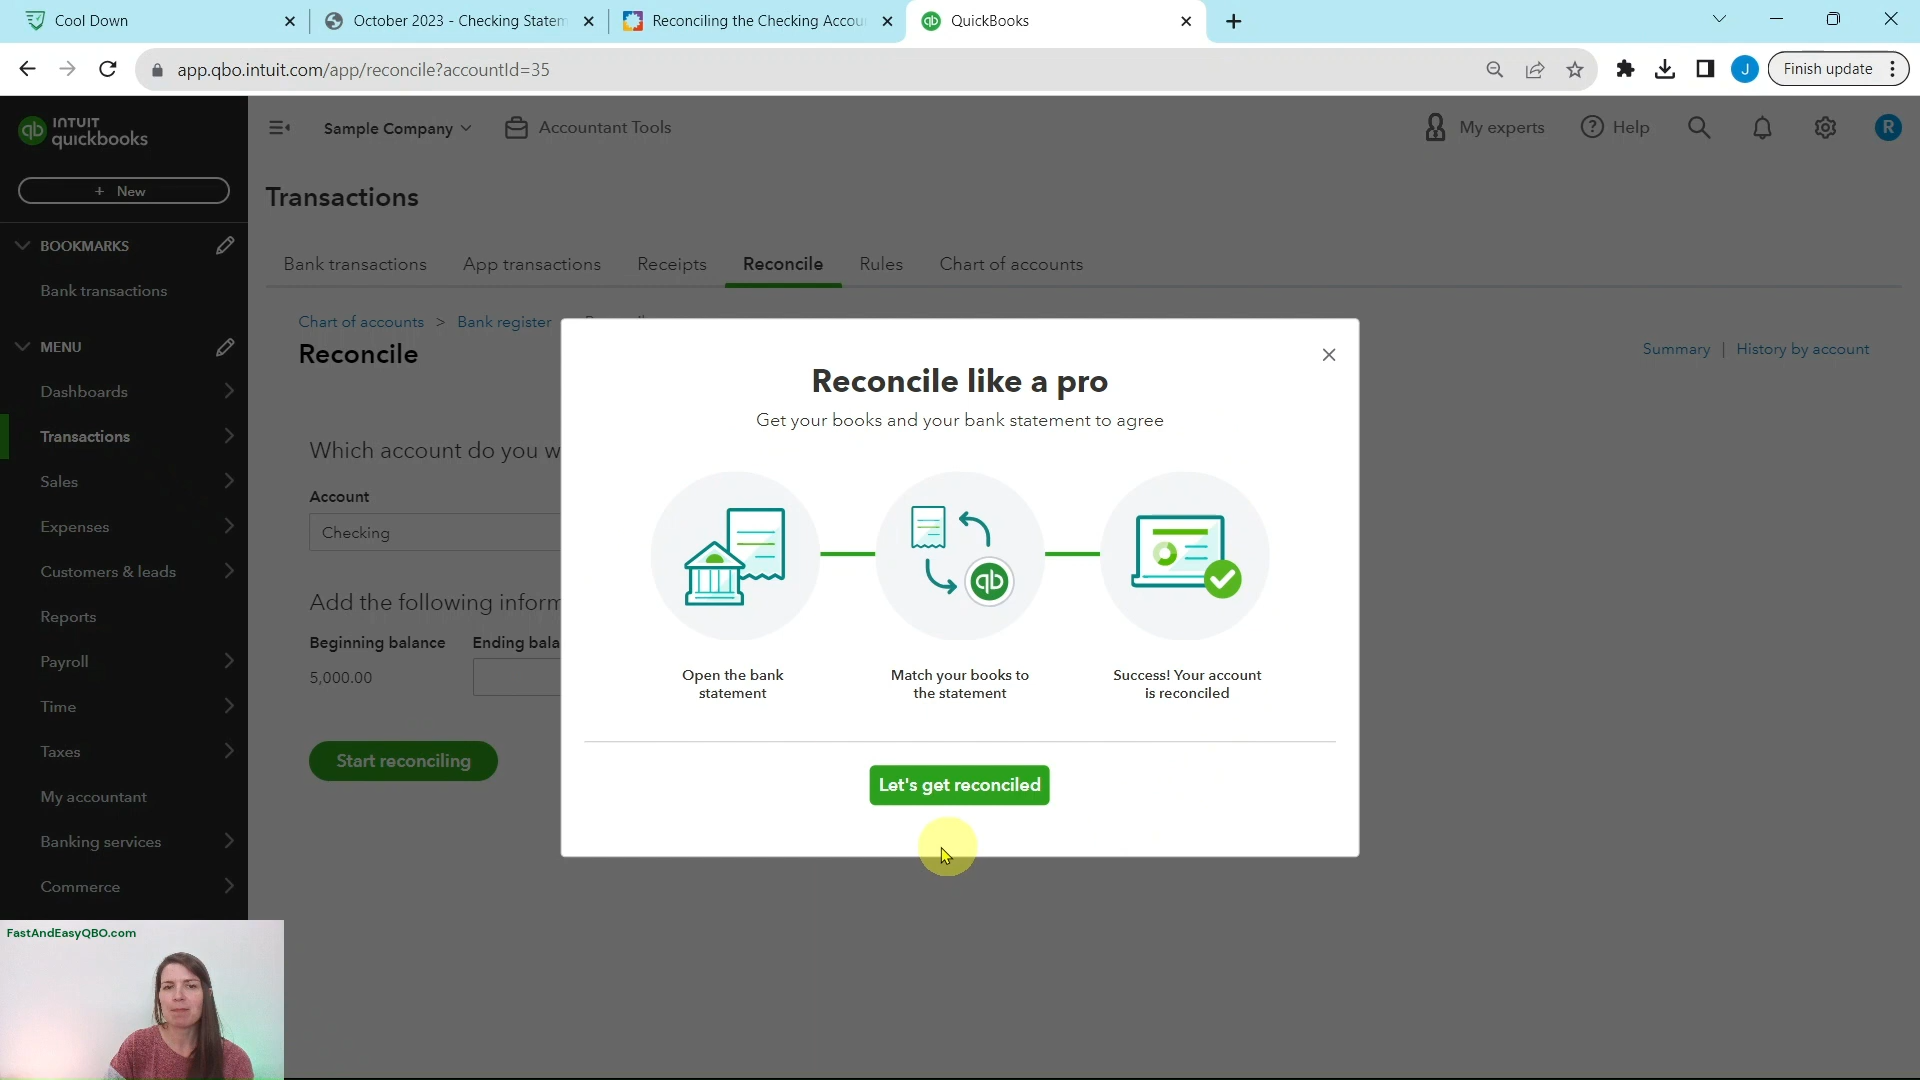 Cool Down
October 2023 - Checking Statem
Reconciling the Checking Accou
QuickBooks
app.qbo.intuit.com/app/reconcile?accountId=35
J
Finish update
INTUIT
quickbooks
Sample Company
Accountant Tools
My experts
Help
R
+ New
Transactions
BOOKMARKS
Bank transactions
App transactions
Receipts
Reconcile
Rules
Chart of accounts
Bank transactions
Chart of accounts > Bank register
MENU
Reconcile
Summary | History by account
Dashboards
Transactions
Sales
Expenses
Customers & leads
Reports
Payroll
Time
Taxes
My accountant
Banking services
Commerce
Which account do you w
Account
Checking
Add the following inform
Beginning balance
Ending bala
5,000.00
Start reconciling
Reconcile like a pro
Get your books and your bank statement to agree
qb
Open the bank
statement
Match your books to
the statement
Success! Your account
is reconciled
Let's get reconciled
FastAndEasyQBO.com